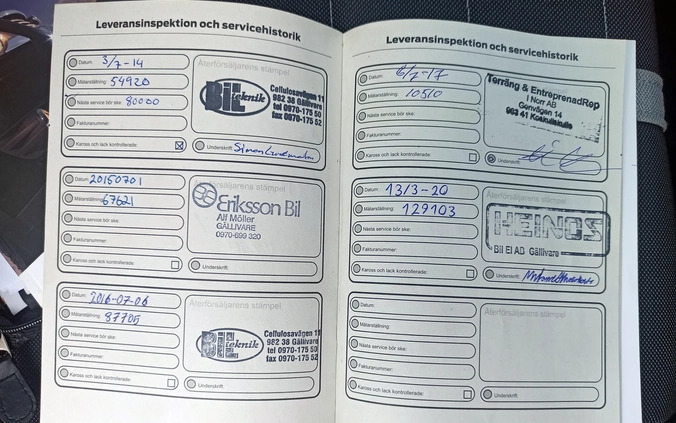 Leveransinspektion och servicehistorik
Datum: 3/7-14
Mätarställning: 54920
Nästa service bör ske: 80000
Fakturanummer:
Kaross och lack kontrollerade:
Återförsäljarens stämpel
Bil teknik
Cellulosavägen 11
982 38 Gällivare
tel 0970-175 50
fax 0970-175 52
Underskrift:
Datum: 20150701
Mätarställning: 67621
Nästa service bör ske:
Fakturanummer:
Kaross och lack kontrollerade:
Återförsäljarens stämpel
Eriksson Bil
Alf Möller
GÄLLIVARE
0970-699 320
Underskrift:
Datum: 2016-07-06
Mätarställning: 87705
Nästa service bör ske:
Fakturanummer:
Kaross och lack kontrollerade:
Återförsäljarens stämpel
Bil teknik
Cellulosavägen 11
982 38 Gällivare
tel 0970-175 50
fax 0970-175 52
Underskrift:
Leveransinspektion och servicehistorik
Datum: 6/7-17
Mätarställning: 10510
Nästa service bör ske:
Fakturanummer:
Kaross och lack kontrollerade:
Terräng & EntreprenadRep
i Norr AB
Genvägen 14
983 41 Koskullskulle
Underskrift:
Datum: 13/3-20
Mätarställning: 129103
Nästa service bör ske:
Fakturanummer:
Kaross och lack kontrollerade:
Återförsäljarens stämpel
HEINOS
Bil El AB Gällivare
Underskrift:
Datum:
Mätarställning:
Nästa service bör ske:
Fakturanummer:
Kaross och lack kontrollerade:
Återförsäljarens stämpel
Underskrift: